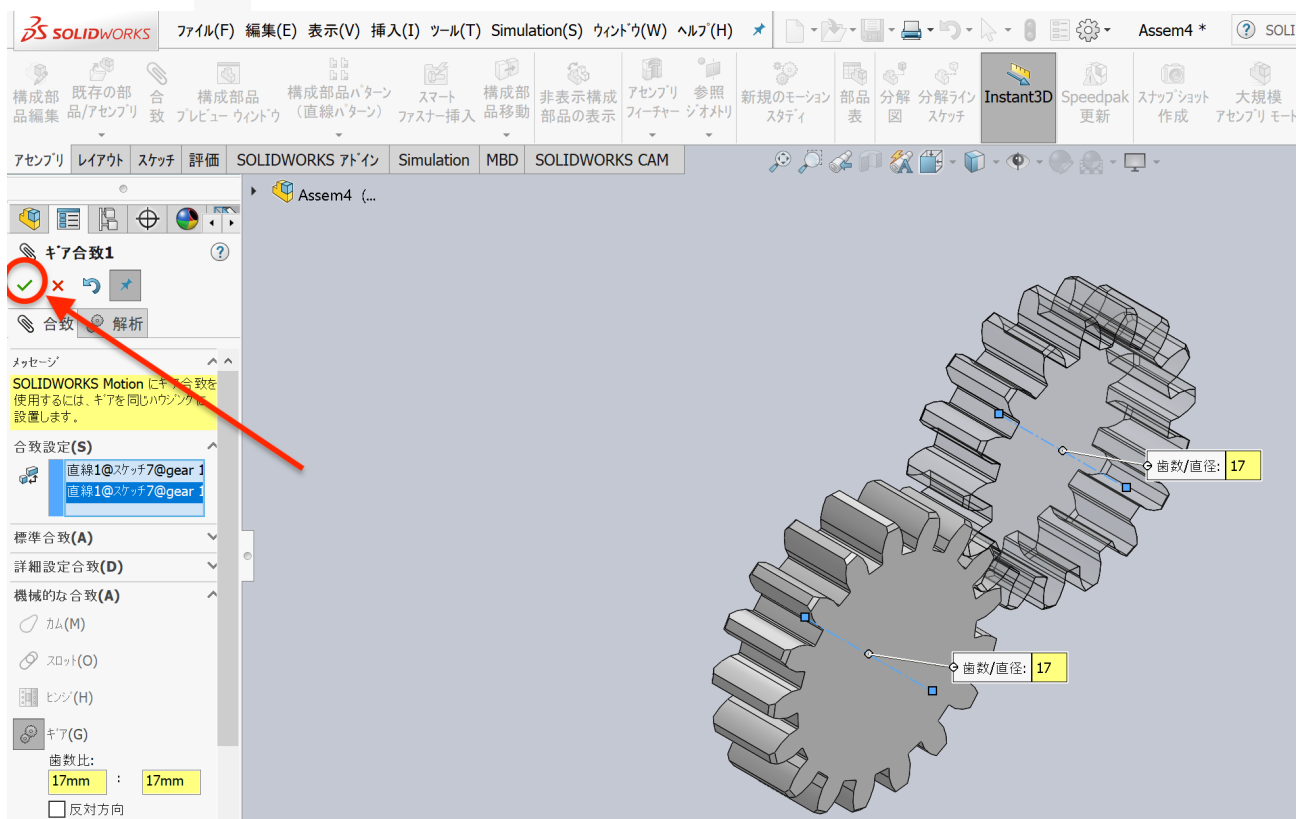 SOLIDWORKS ファイル(F) 編集(E) 表示(V) 挿入(I) ツール(T) Simulation(S) ウィンドウ(W) ヘルプ(H) Assem4 * ? SOLI
構成部品編集
既存の部品/アセンブリ
合致
構成部品プレビュー ウィンドウ
構成部品パターン(直線パターン)
スマート ファスナー挿入
構成部品移動
非表示構成部品の表示
アセンブリ フィーチャー
参照ジオメトリ
新規のモーション スタディ
部品表
分解図
分解ライン スケッチ
Instant3D
Speedpak 更新
スナップショット作成
大規模アセンブリ モード
アセンブリ レイアウト スケッチ 評価 SOLIDWORKS アドイン Simulation MBD SOLIDWORKS CAM
Assem4 (...
ギア合致1
合致 解析
メッセージ
SOLIDWORKS Motion にギア合致を
使用するには、ギアを同じハウジングに
設置します。
合致設定(S)
直線1@スケッチ7@gear 1
直線1@スケッチ7@gear 1
標準合致(A)
詳細設定合致(D)
機械的な合致(A)
カム(M)
スロット(O)
ヒンジ(H)
ギア(G)
歯数比:
17mm : 17mm
反対方向
歯数/直径: 17
歯数/直径: 17